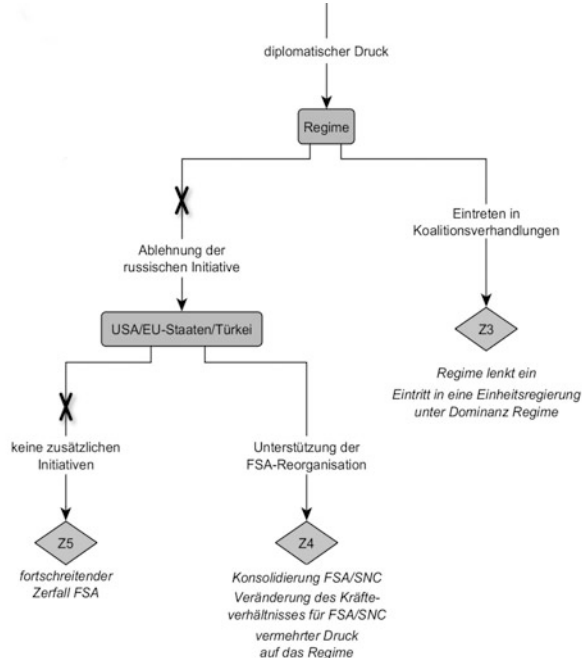 diplomatischer Druck
Regime
Ablehnung der
russischen Initiative
Eintreten in
Koalitionsverhandlungen
USA/EU-Staaten/Türkei
Z3
Regime lenkt ein
Eintritt in eine Einheitsregierung
unter Dominanz Regime
keine zusätzlichen
Initiativen
Unterstützung der
FSA-Reorganisation
Z5
fortschreitender
Zerfall FSA
Z4
Konsolidierung FSA/SNC
Veränderung des Kräfte-
verhältnisses für FSA/SNC
vermehrter Druck
auf das Regime